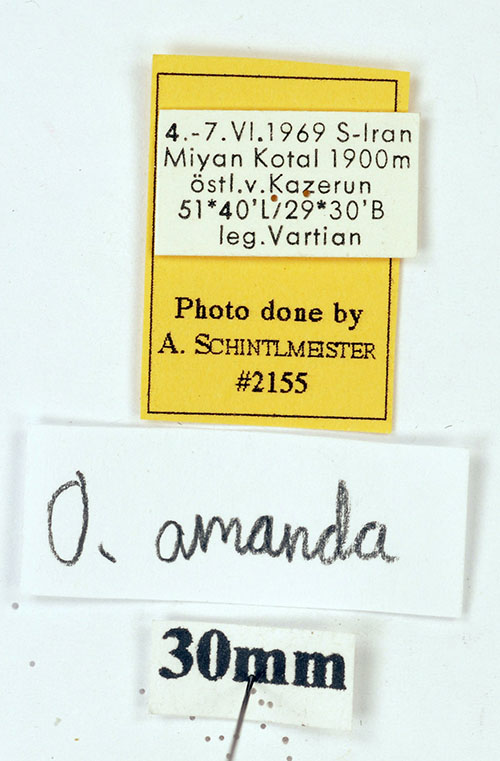 4.-7.VI.1969 S-Iran
Miyan Kotal 1900m
östl.v.Kazerun
51*40'L/29*30'B
leg.Vartian
Photo done by
A. SCHINTLMEISTER
#2155
O. amanda
30mm